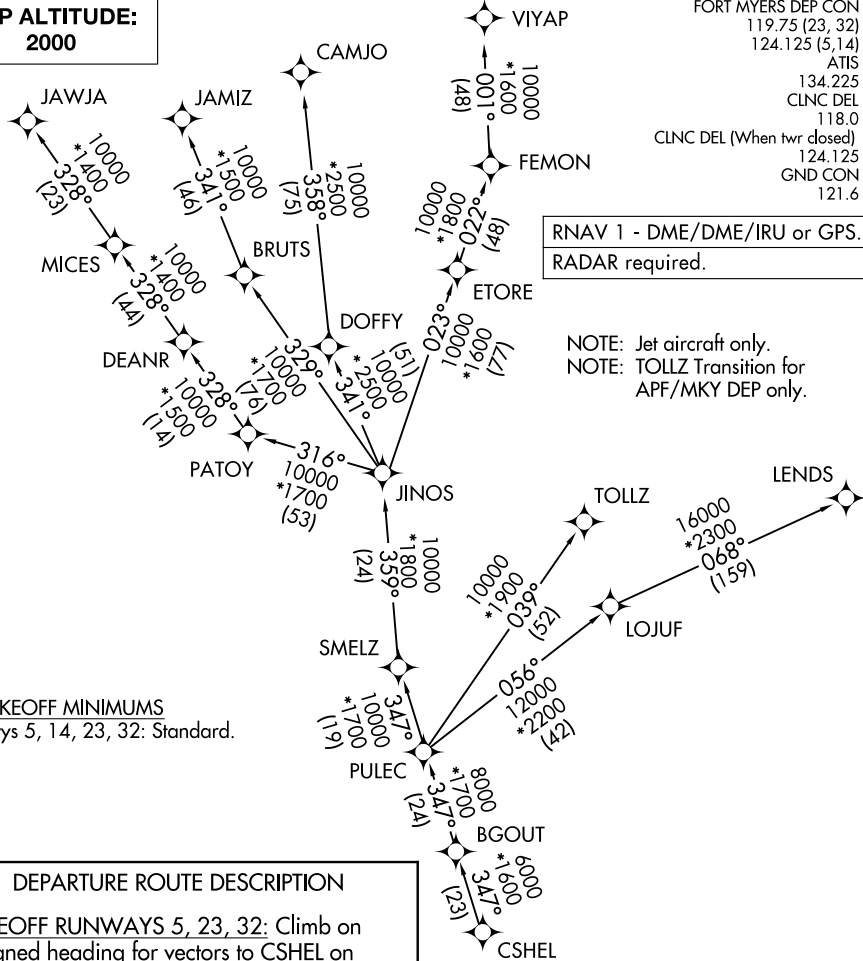 P ALTITUDE:
2000
FORT MYERS DEP CON
119.75 (23, 32)
124.125 (5,14)
ATIS
134.225
CLNC DEL
118.0
CLNC DEL (When twr closed)
124.125
GND CON
121.6
RNAV 1 - DME/DME/IRU or GPS.
RADAR required.
NOTE: Jet aircraft only.
NOTE: TOLLZ Transition for
APF/MKY DEP only.
VIYAP
10000
*1600
001°
(48)
FEMON
10000
*1800
022°
(48)
ETORE
023°
10000
*1600
(77)
CAMJO
10000
*2500
358°
(75)
DOFFY
(51)
10000
*2500
341°
JAMIZ
10000
*1500
341°
(46)
BRUTS
329°
10000
*1700
(76)
JAWJA
10000
*1400
328°
(23)
MICES
10000
*1400
328°
(44)
DEANR
328°
10000
*1500
(14)
PATOY
316°
10000
*1700
(53)
JINOS
10000
*1800
359°
(24)
SMELZ
347°
10000
*1700
(19)
TOLLZ
10000
*1900
039°
(52)
LENDS
16000
*2300
068°
(159)
LOJUF
056°
12000
*2200
(42)
PULEC
8000
*1700
347°
(24)
BGOUT
6000
*1600
347°
(23)
CSHEL
KEOFF MINIMUMS
ys 5, 14, 23, 32: Standard.
DEPARTURE ROUTE DESCRIPTION
EOFF RUNWAYS 5, 23, 32: Climb on
gned heading for vectors to CSHEL on